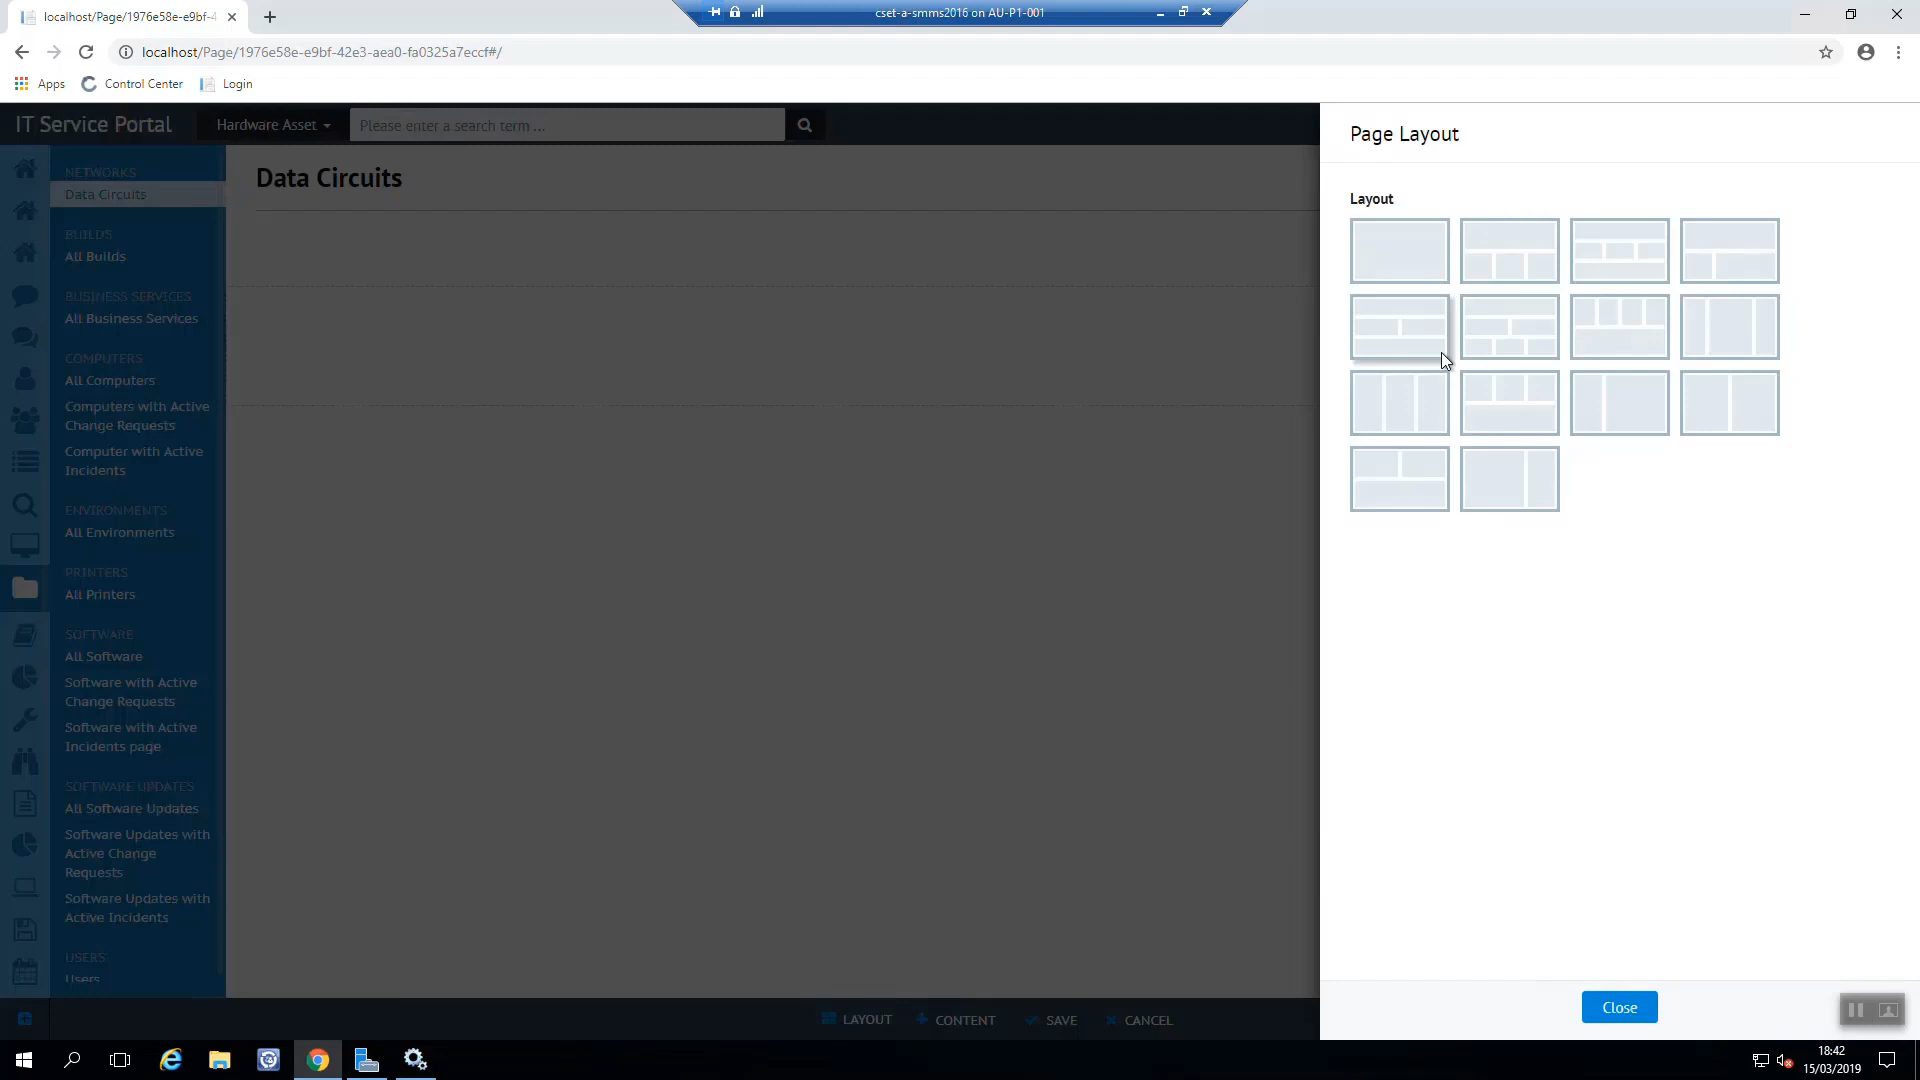 localhost/Page/1976e58e-e9bf-4
cset-a-smms2016 on AU-P1-001
localhost/Page/1976e58e-e9bf-42e3-aea0-fa0325a7eccf#/
Apps
Control Center
Login
IT Service Portal
Hardware Asset
Please enter a search term ...
Page Layout
NETWORKS
Data Circuits
Data Circuits
Layout
BUILDS
All Builds
BUSINESS SERVICES
All Business Services
COMPUTERS
All Computers
Computers with Active
Change Requests
Computer with Active
Incidents
ENVIRONMENTS
All Environments
PRINTERS
All Printers
SOFTWARE
All Software
Software with Active
Change Requests
Software with Active
Incidents page
SOFTWARE UPDATES
All Software Updates
Software Updates with
Active Change
Requests
Software Updates with
Active Incidents
USERS
Users
LAYOUT
CONTENT
SAVE
CANCEL
Close
18:42
15/03/2019